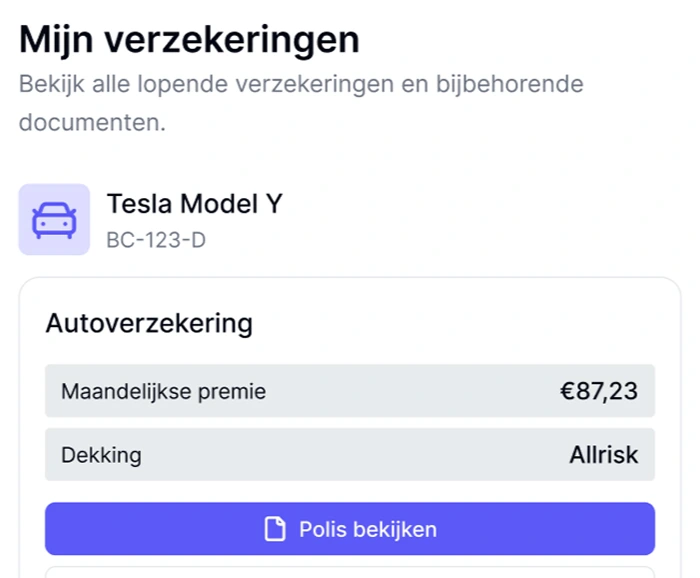 Mijn verzekeringen
Bekijk alle lopende verzekeringen en bijbehorende
documenten.
Tesla Model Y
BC-123-D
Autoverzekering
Maandelijkse premie €87,23
Dekking Allrisk
Polis bekijken